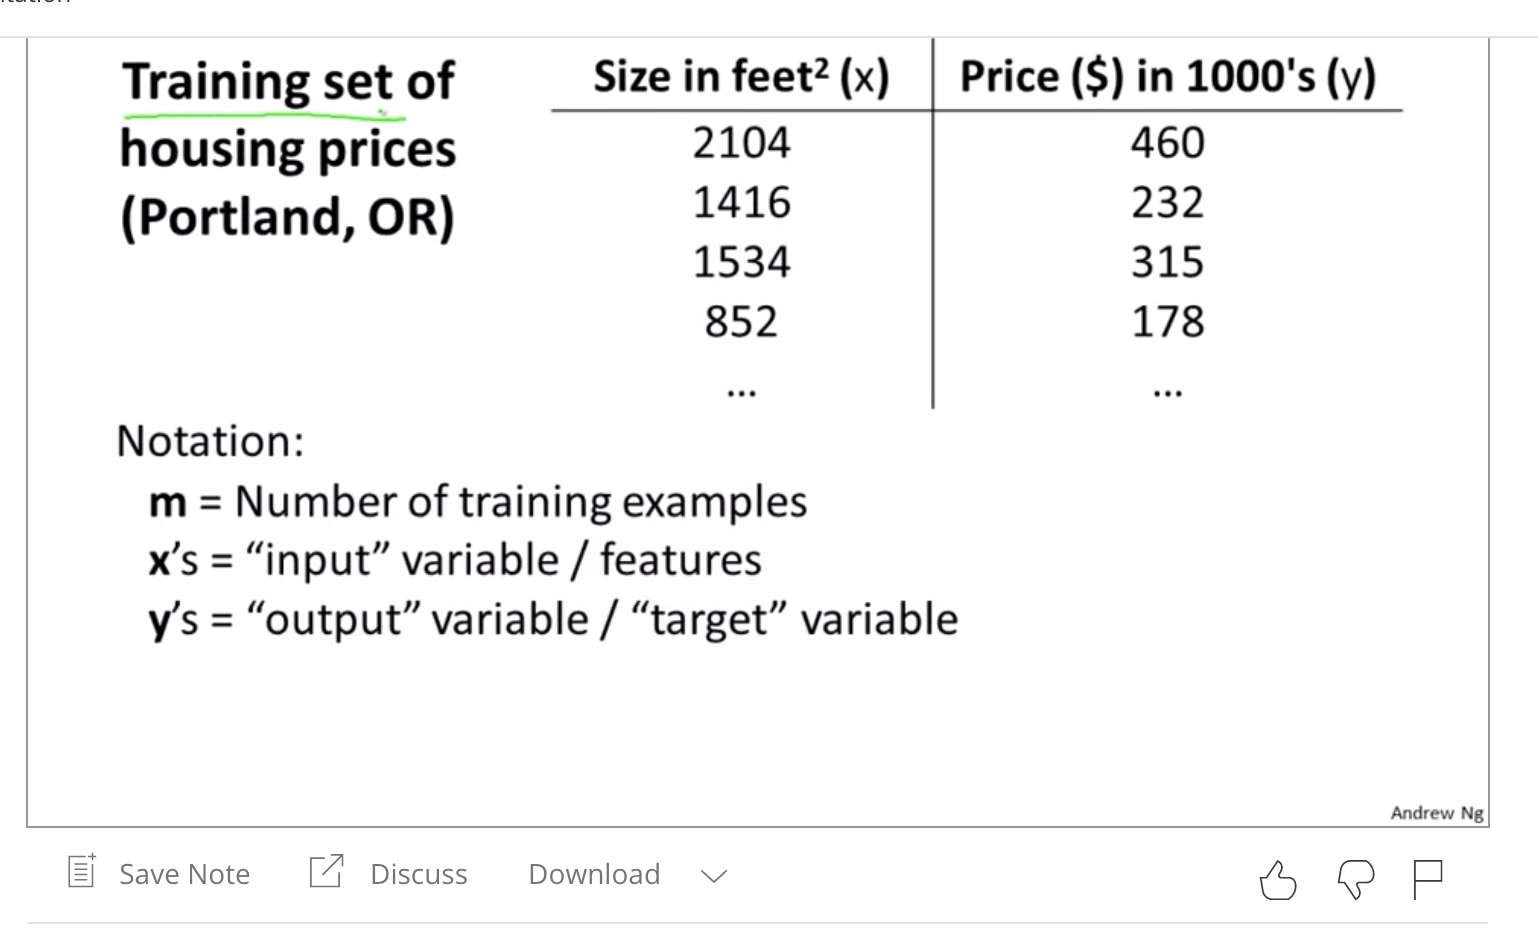 Training set of
housing prices
(Portland, OR)
Size in feet² (x) Price ($) in 1000's (y)
2104 460
1416 232
1534 315
852 178
... ...
Notation:
m = Number of training examples
x's = “input” variable / features
y's = “output” variable / “target” variable
Andrew Ng
Save Note Discuss Download